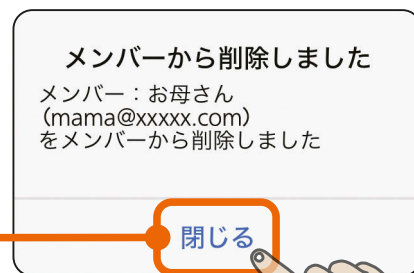 メンバーから削除しました
メンバー：お母さん
（mama@xxxxx.com）
をメンバーから削除しました
閉じる